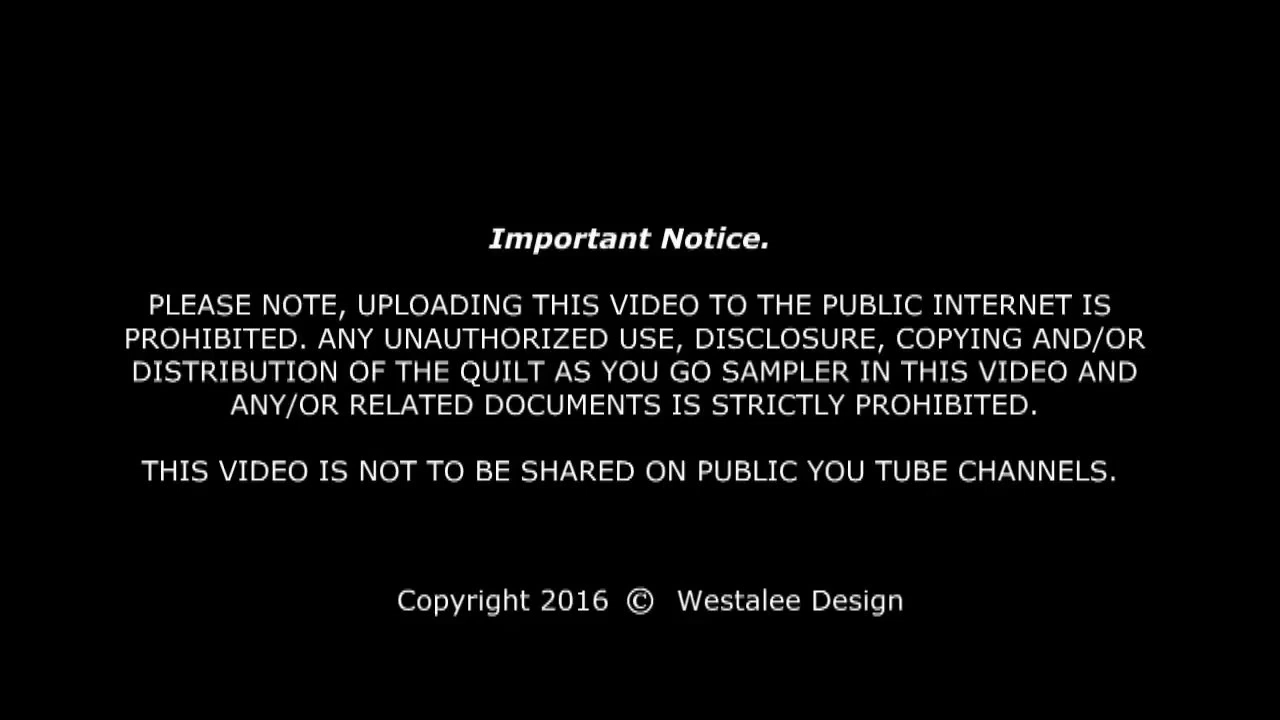 Important Notice.
PLEASE NOTE, UPLOADING THIS VIDEO TO THE PUBLIC INTERNET IS
PROHIBITED. ANY UNAUTHORIZED USE, DISCLOSURE, COPYING AND/OR
DISTRIBUTION OF THE QUILT AS YOU GO SAMPLER IN THIS VIDEO AND
ANY/OR RELATED DOCUMENTS IS STRICTLY PROHIBITED.
THIS VIDEO IS NOT TO BE SHARED ON PUBLIC YOU TUBE CHANNELS.
Copyright 2016 © Westalee Design